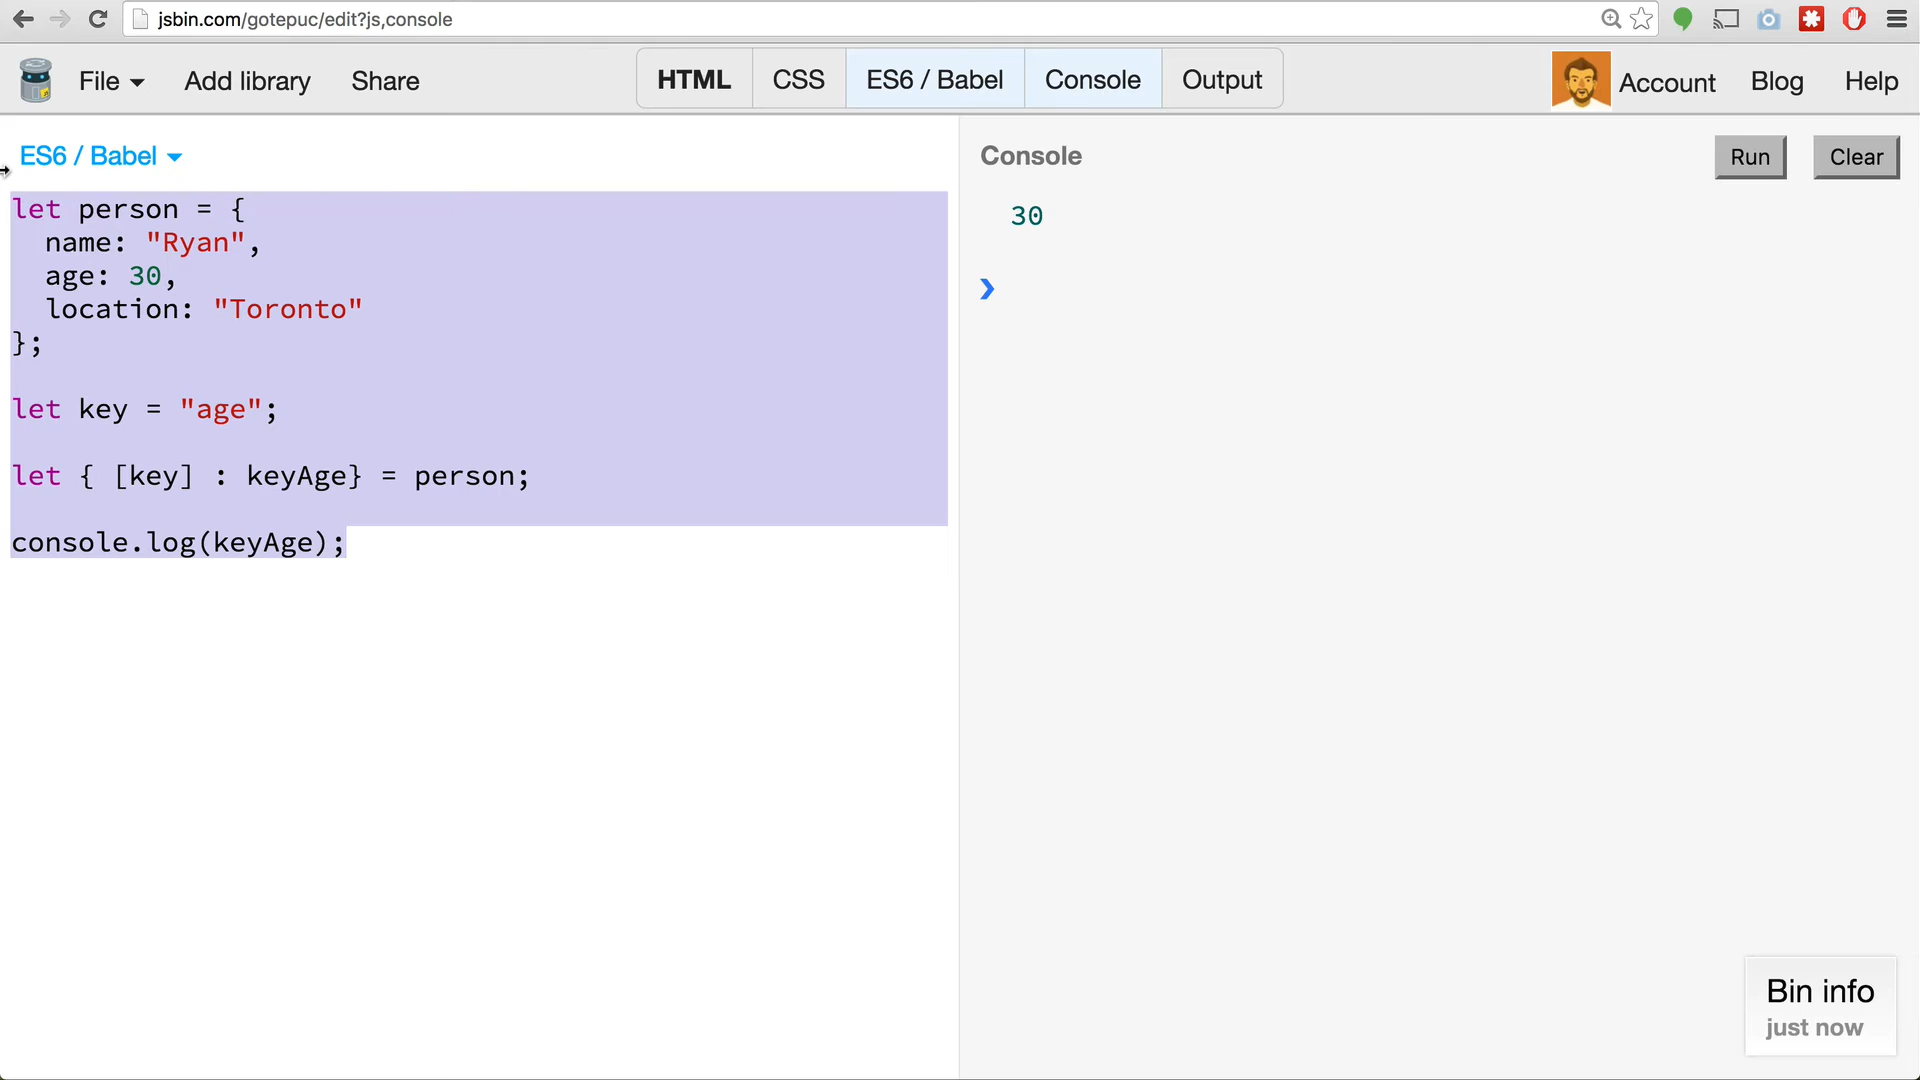 jsbin.com/gotepuc/edit?js,console
File Add library Share HTML CSS ES6 / Babel Console Output Account Blog Help
ES6 / Babel
let person = {
  name: "Ryan",
  age: 30,
  location: "Toronto"
};
let key = "age";
let { [key] : keyAge} = person;
console.log(keyAge);
Console Run Clear
30
Bin info
just now